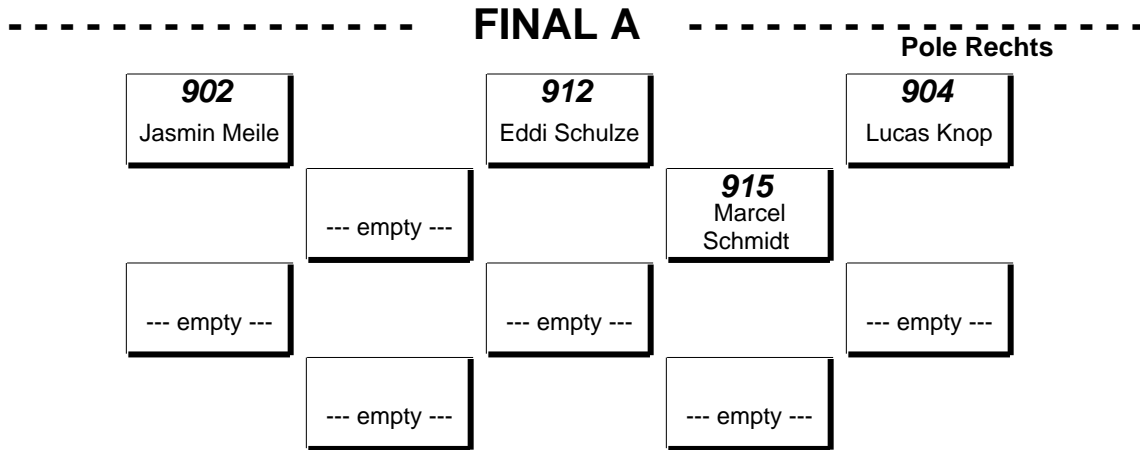 - - - - - - - - - - - - - - - FINAL A - - - - - - - - - - - - - - - - -
Pole Rechts
902
Jasmin Meile
912
Eddi Schulze
904
Lucas Knop
--- empty ---
915
Marcel
Schmidt
--- empty ---
--- empty ---
--- empty ---
--- empty ---
--- empty ---